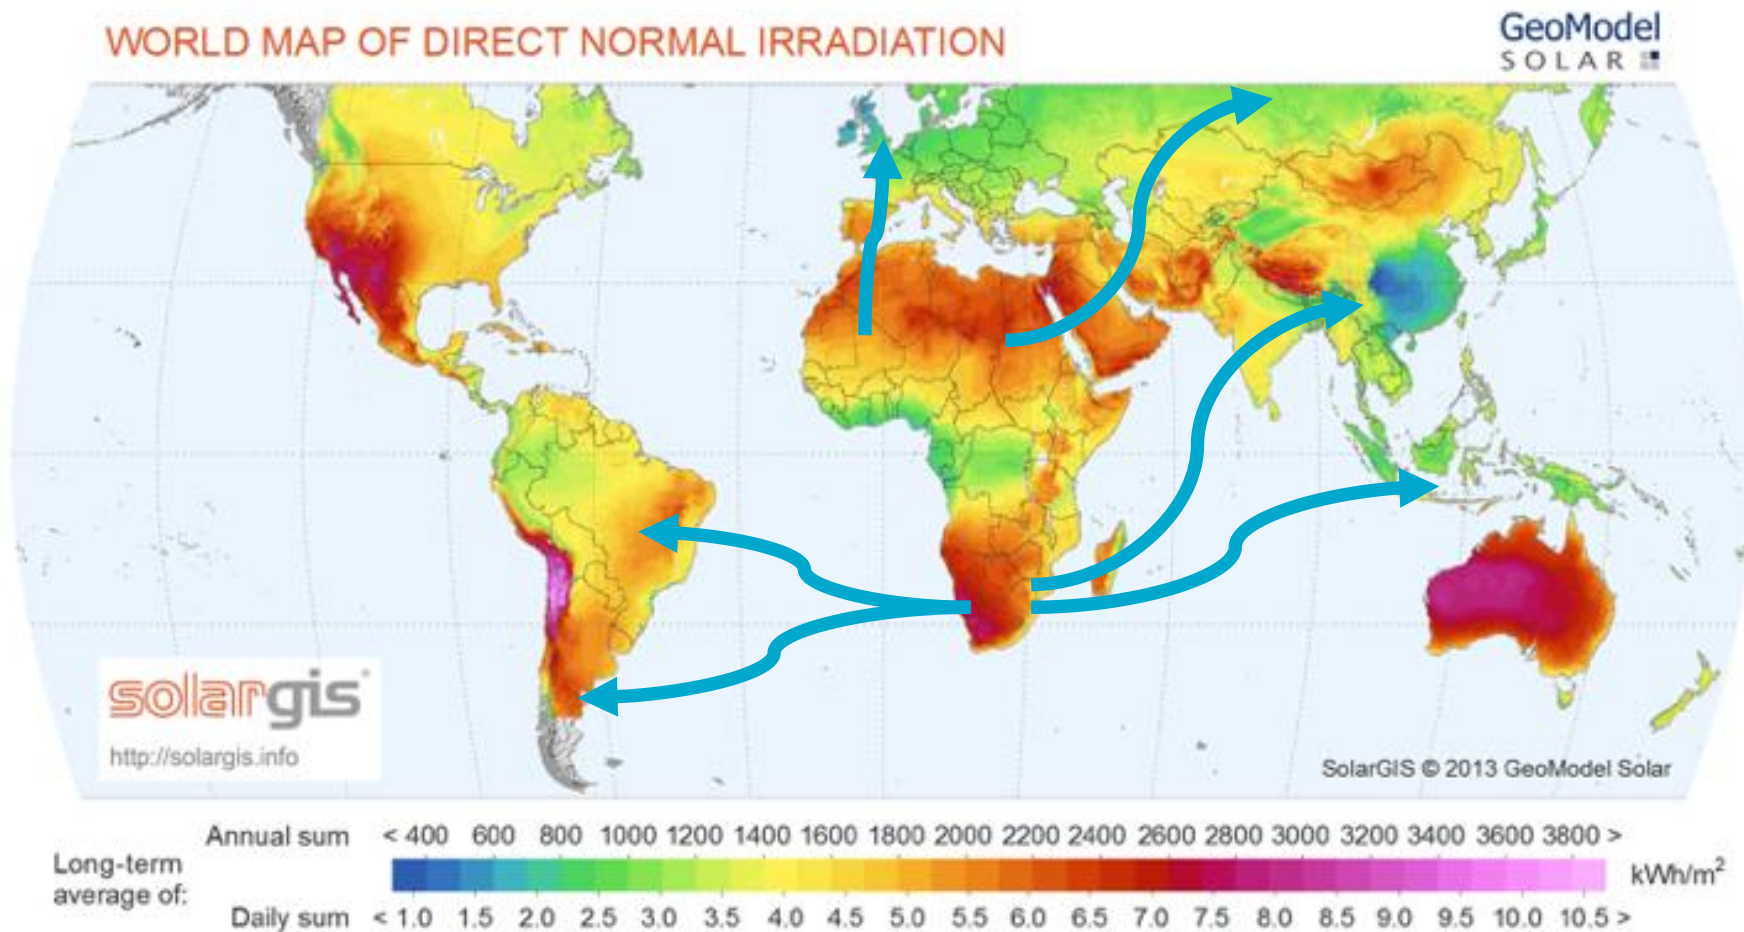 WORLD MAP OF DIRECT NORMAL IRRADIATION
GeoModel
SOLAR
solargis
http://solargis.info
SolarGIS © 2013 GeoModel Solar
Annual sum < 400 600 800 1000 1200 1400 1600 1800 2000 2200 2400 2600 2800 3000 3200 3400 3600 3800 >
Long-term
average of:
kWh/m²
Daily sum < 1.0 1.5 2.0 2.5 3.0 3.5 4.0 4.5 5.0 5.5 6.0 6.5 7.0 7.5 8.0 8.5 9.0 9.5 10.0 10.5 >